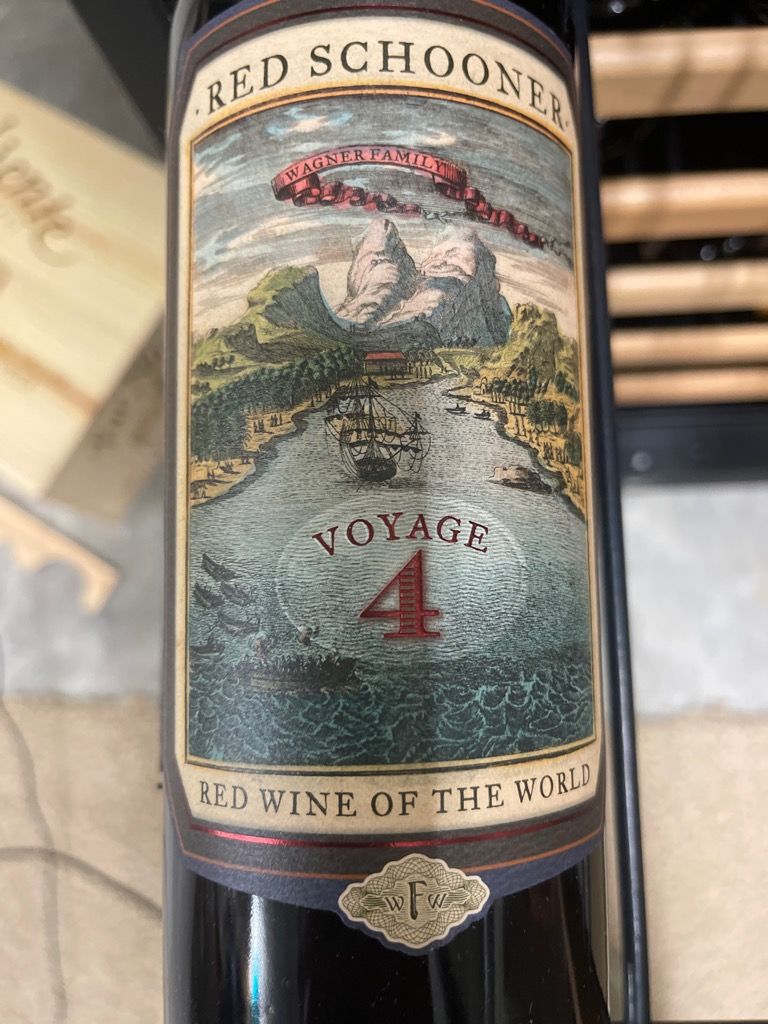 · RED SCHOONER ·
WAGNER FAMILY
VOYAGE
4
RED WINE OF THE WORLD
WFW